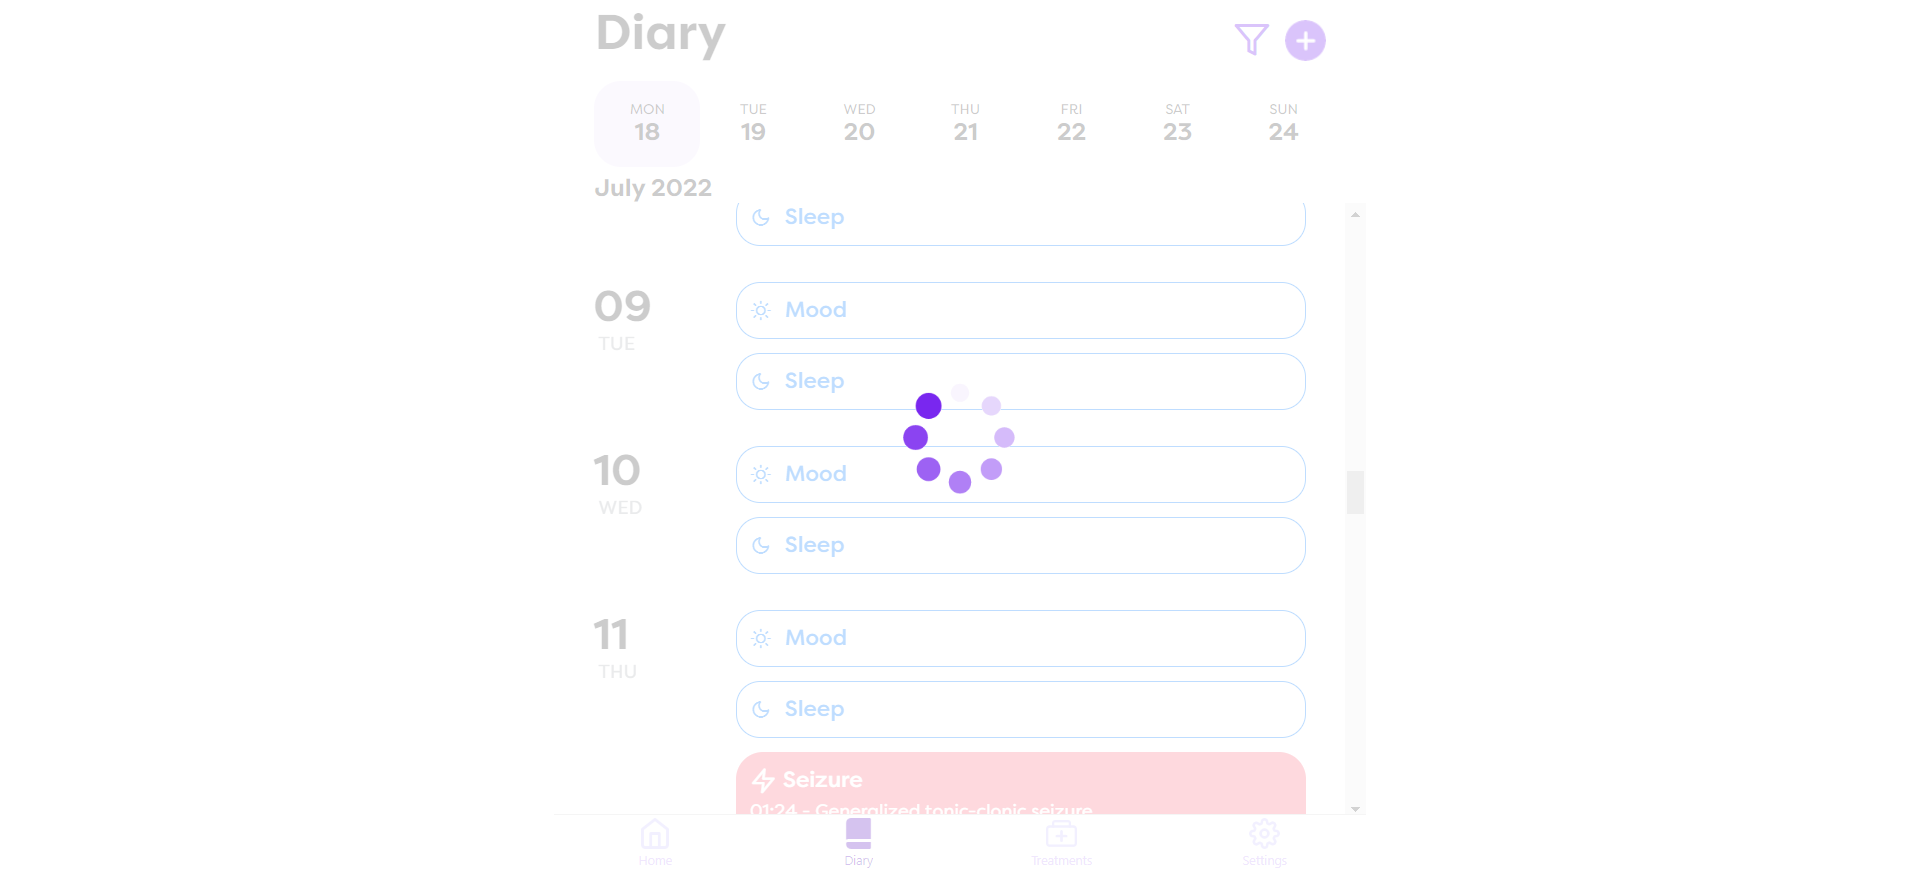 Diary
MON TUE WED THU FRI SAT SUN
18 19 20 21 22 23 24
July 2022
Sleep
09
TUE
Mood
Sleep
10
WED
Mood
Sleep
11
THU
Mood
Sleep
Seizure
01:24 - Generalized tonic-clonic seizure
Home Diary Treatments Settings